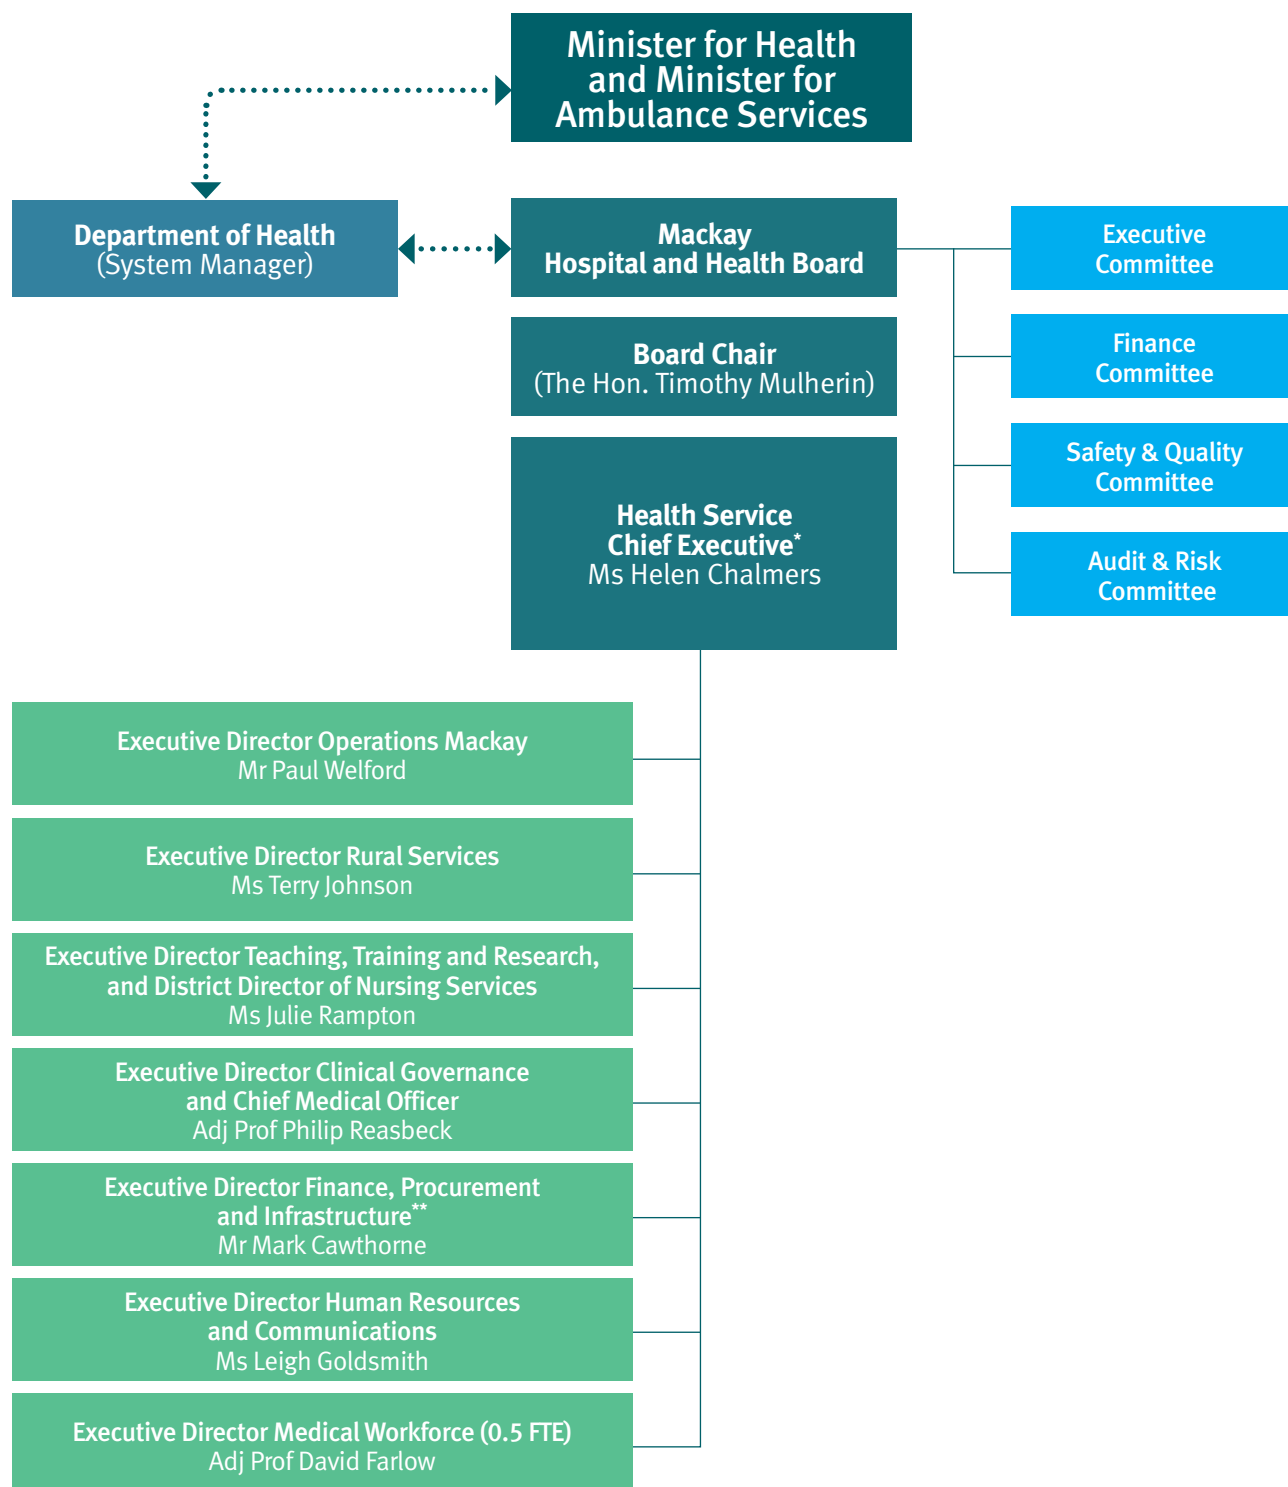 Minister for Health
and Minister for
Ambulance Services
Department of Health
(System Manager)
Mackay
Hospital and Health Board
Executive
Committee
Board Chair
(The Hon. Timothy Mulherin)
Finance
Committee
Health Service
Chief Executive*
Ms Helen Chalmers
Safety & Quality
Committee
Audit & Risk
Committee
Executive Director Operations Mackay
Mr Paul Welford
Executive Director Rural Services
Ms Terry Johnson
Executive Director Teaching, Training and Research,
and District Director of Nursing Services
Ms Julie Rampton
Executive Director Clinical Governance
and Chief Medical Officer
Adj Prof Philip Reasbeck
Executive Director Finance, Procurement
and Infrastructure**
Mr Mark Cawthorne
Executive Director Human Resources
and Communications
Ms Leigh Goldsmith
Executive Director Medical Workforce (0.5 FTE)
Adj Prof David Farlow